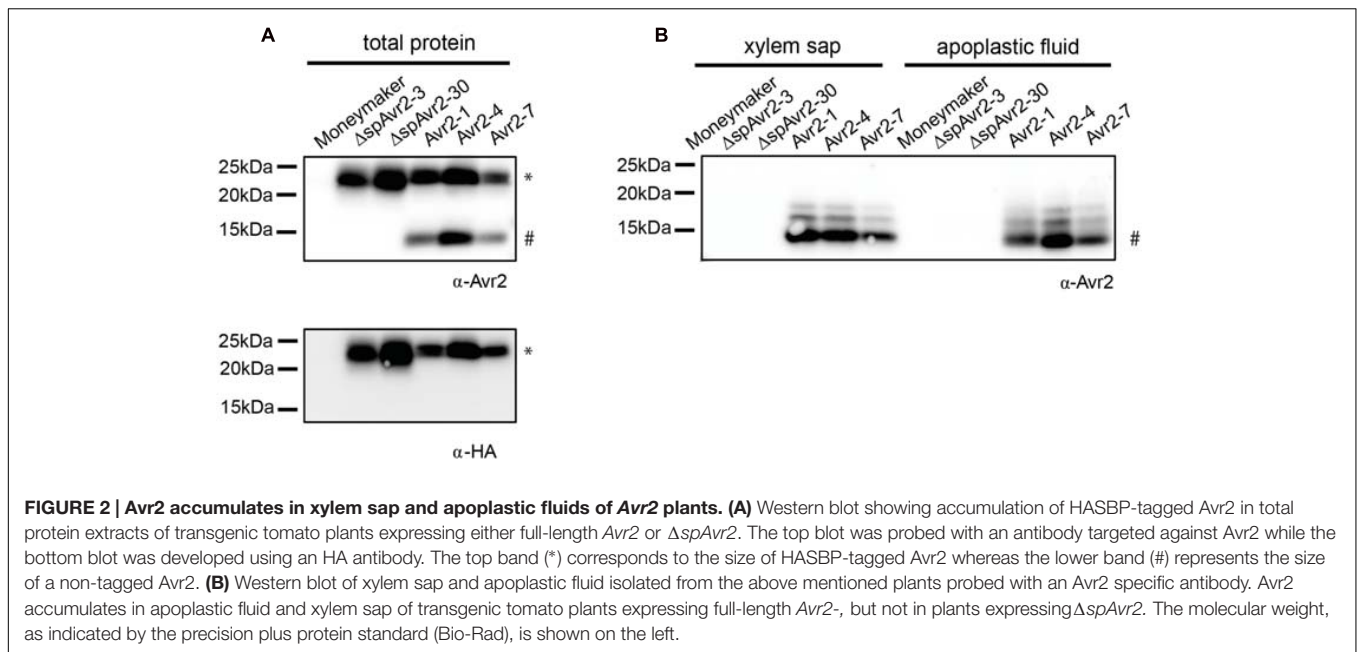 A
total protein
Moneymaker
ΔspAvr2-3
ΔspAvr2-30
Avr2-1
Avr2-4
Avr2-7
25kDa
20kDa
15kDa
*
#
α-Avr2
25kDa
20kDa
15kDa
*
α-HA
B
xylem sap
apoplastic fluid
Moneymaker
ΔspAvr2-3
ΔspAvr2-30
Avr2-1
Avr2-4
Avr2-7
Moneymaker
ΔspAvr2-3
ΔspAvr2-30
Avr2-1
Avr2-4
Avr2-7
25kDa
20kDa
15kDa
#
α-Avr2
FIGURE 2 | Avr2 accumulates in xylem sap and apoplastic fluids of Avr2 plants. (A) Western blot showing accumulation of HASBP-tagged Avr2 in total
protein extracts of transgenic tomato plants expressing either full-length Avr2 or ΔspAvr2. The top blot was probed with an antibody targeted against Avr2 while the
bottom blot was developed using an HA antibody. The top band (*) corresponds to the size of HASBP-tagged Avr2 whereas the lower band (#) represents the size
of a non-tagged Avr2. (B) Western blot of xylem sap and apoplastic fluid isolated from the above mentioned plants probed with an Avr2 specific antibody. Avr2
accumulates in apoplastic fluid and xylem sap of transgenic tomato plants expressing full-length Avr2-, but not in plants expressingΔspAvr2. The molecular weight,
as indicated by the precision plus protein standard (Bio-Rad), is shown on the left.